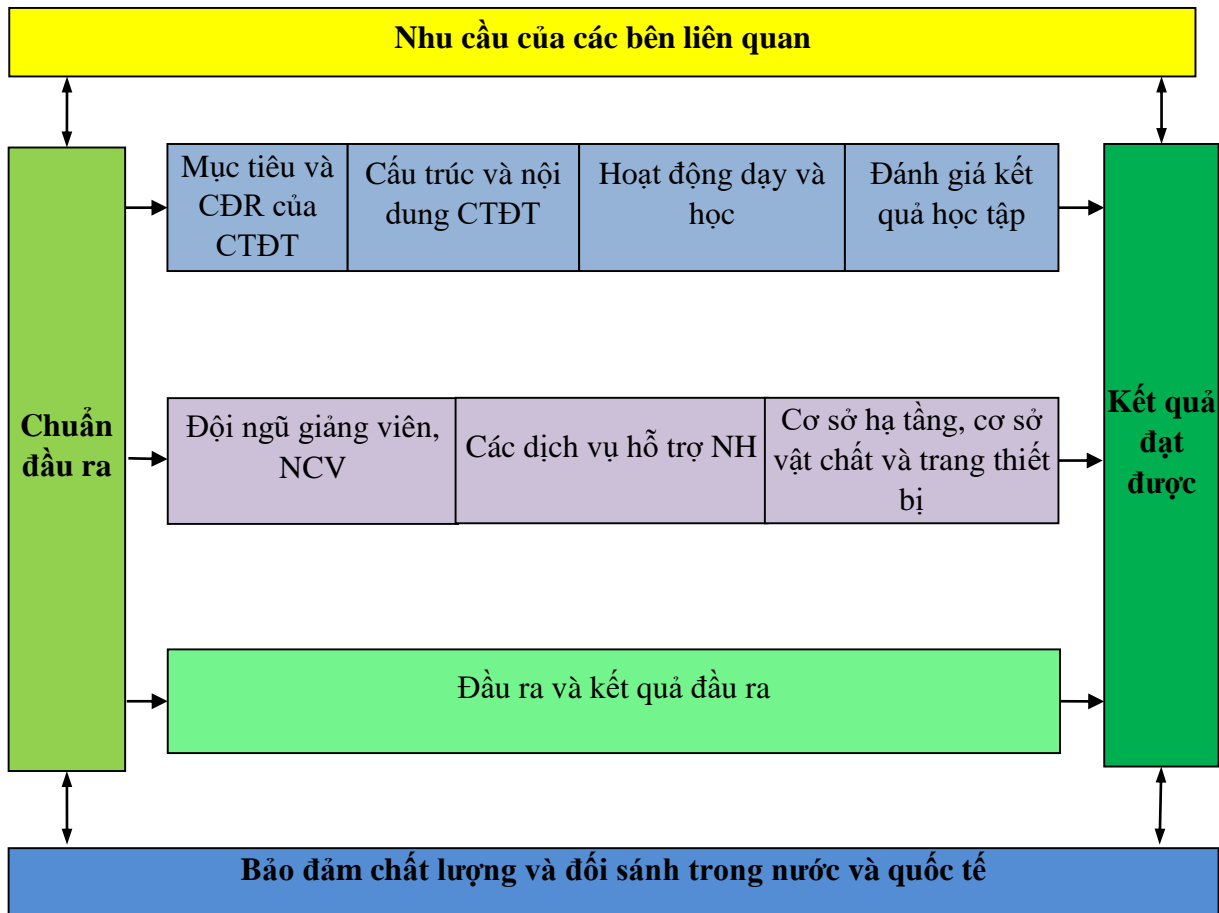 Nhu cầu của các bên liên quan
Mục tiêu và
CĐR của
CTĐT
Cấu trúc và nội
dung CTĐT
Hoạt động dạy và
học
Đánh giá kết
quả học tập
Chuẩn
đầu ra
Đội ngũ giảng viên,
NCV
Các dịch vụ hỗ trợ NH
Cơ sở hạ tầng, cơ sở
vật chất và trang thiết
bị
Kết quả
đạt
được
Đầu ra và kết quả đầu ra
Bảo đảm chất lượng và đối sánh trong nước và quốc tế